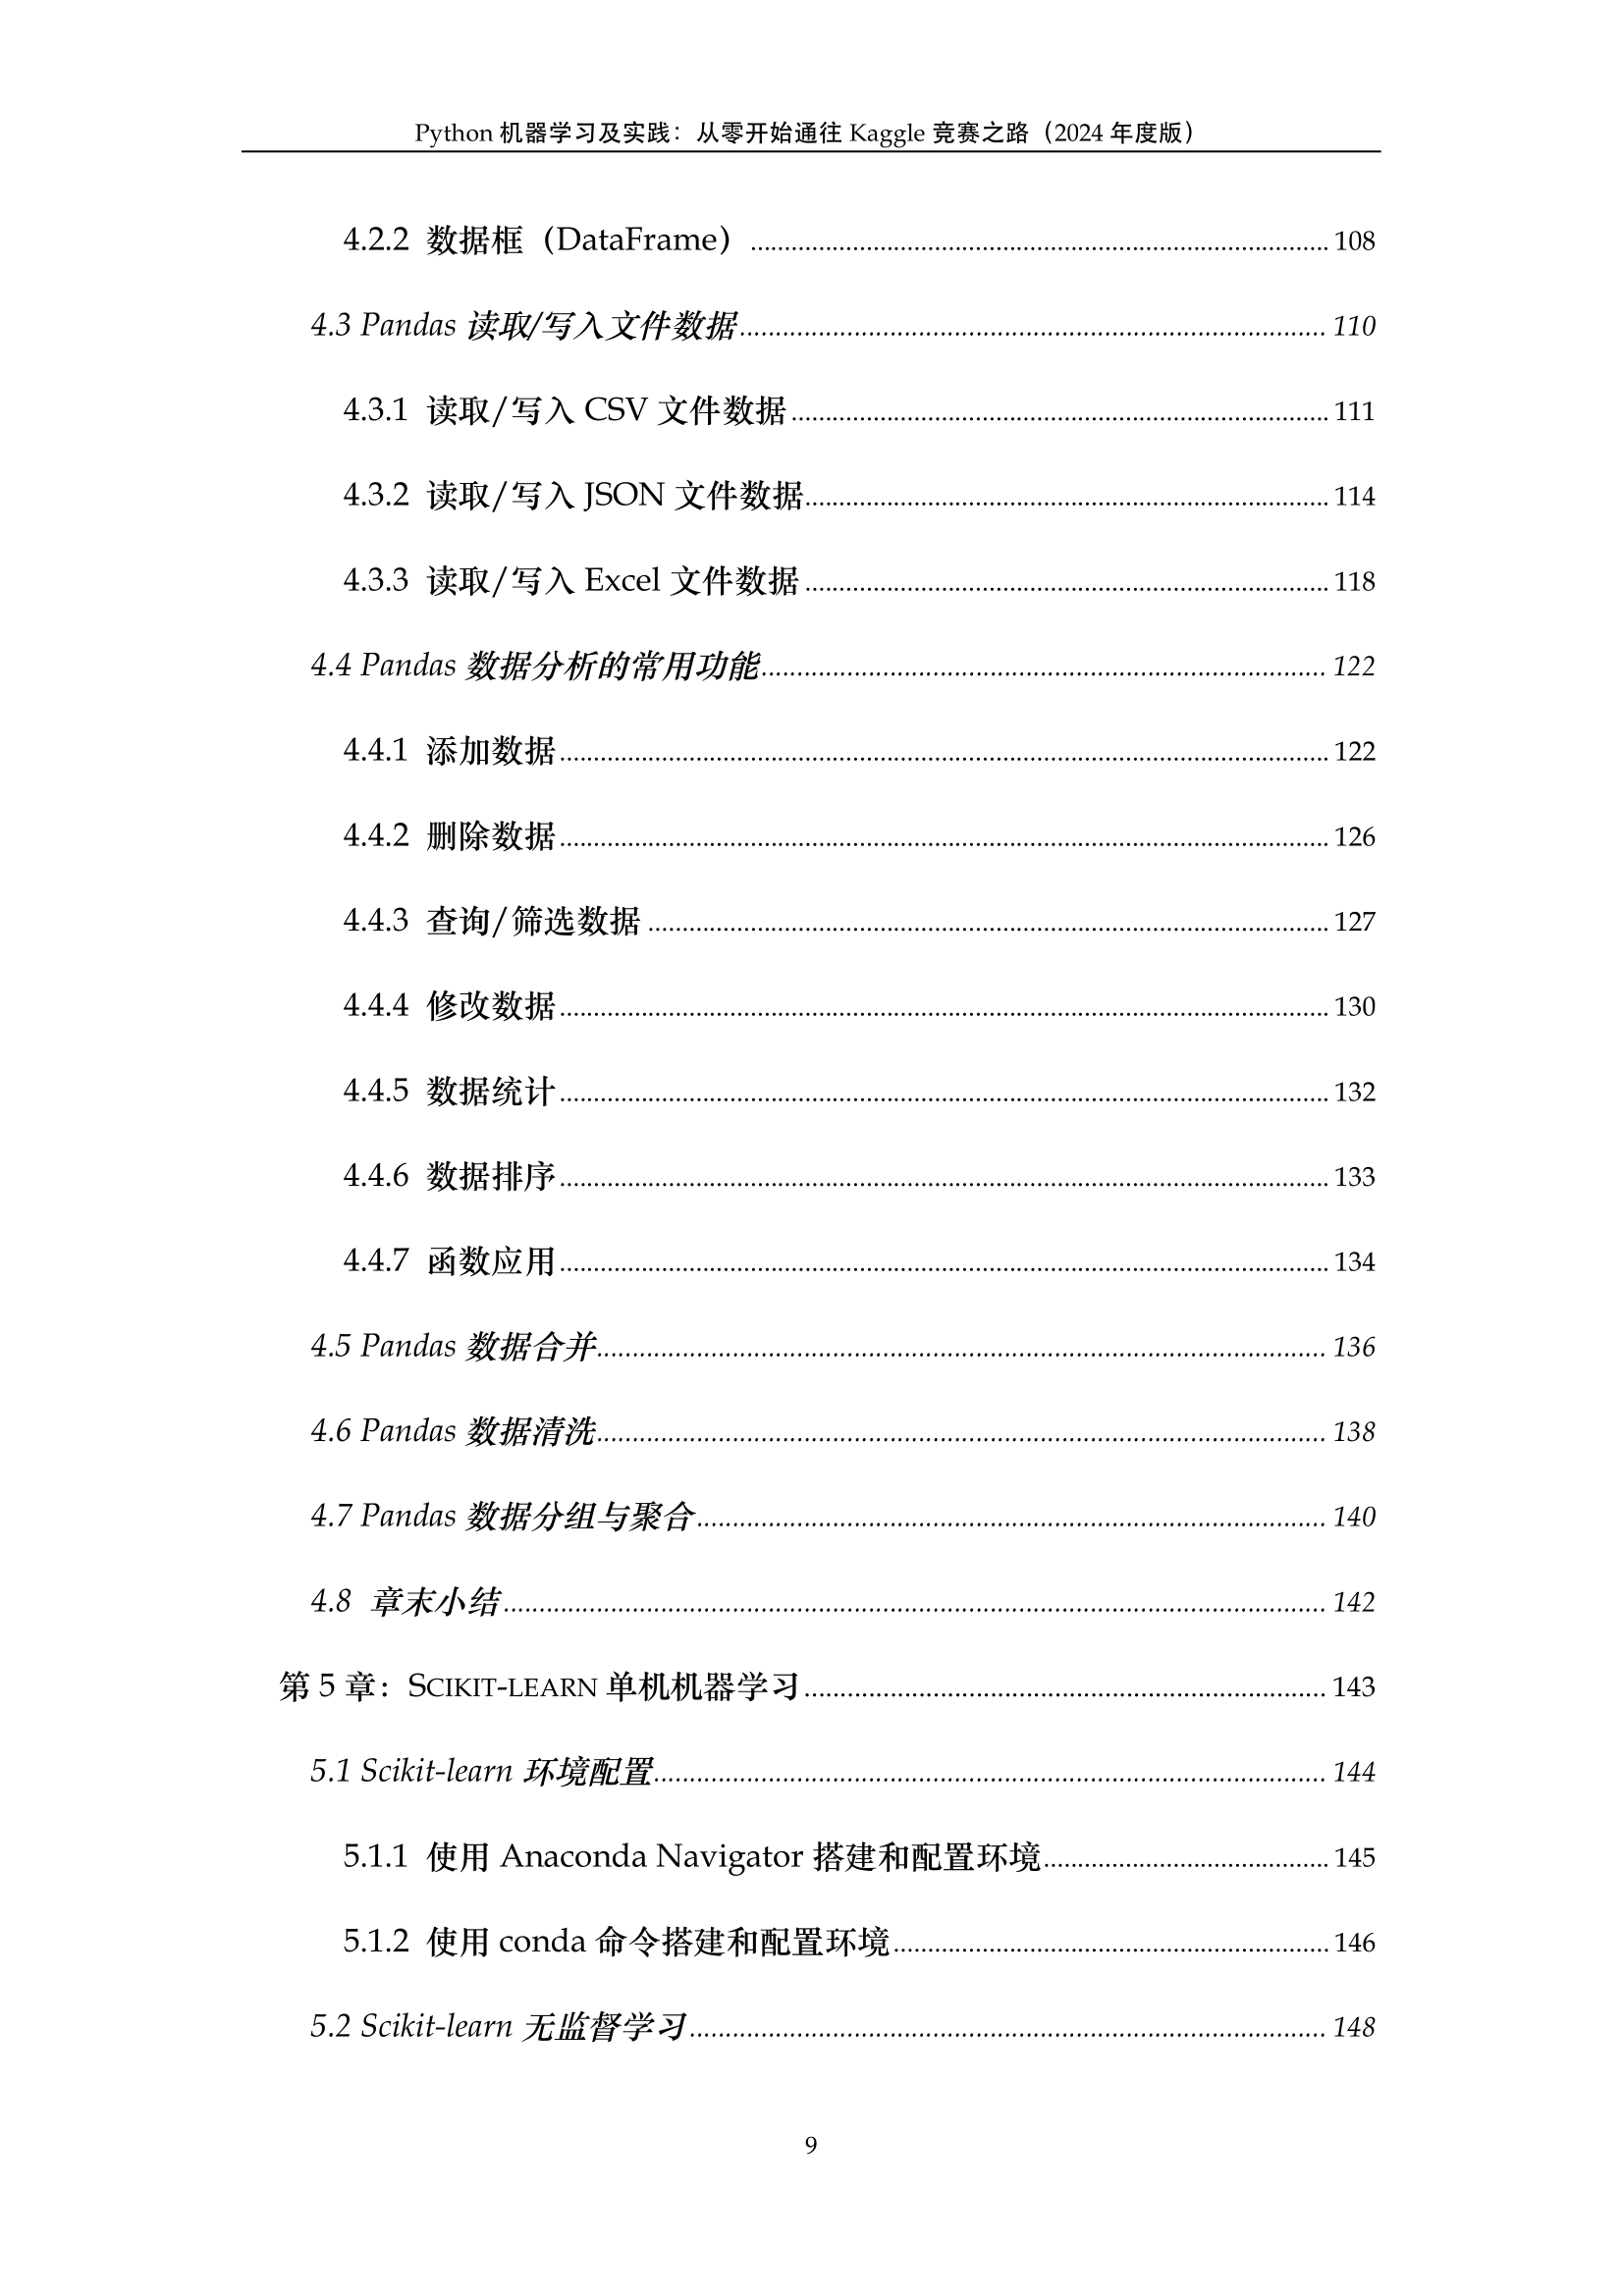 Python 机器学习及实践：从零开始通往 Kaggle 竞赛之路（2024 年度版）
4.2.2 数据框（DataFrame） 108
4.3 Pandas 读取/写入文件数据 110
4.3.1 读取/写入 CSV 文件数据 111
4.3.2 读取/写入 JSON 文件数据 114
4.3.3 读取/写入 Excel 文件数据 118
4.4 Pandas 数据分析的常用功能 122
4.4.1 添加数据 122
4.4.2 删除数据 126
4.4.3 查询/筛选数据 127
4.4.4 修改数据 130
4.4.5 数据统计 132
4.4.6 数据排序 133
4.4.7 函数应用 134
4.5 Pandas 数据合并 136
4.6 Pandas 数据清洗 138
4.7 Pandas 数据分组与聚合 140
4.8 章末小结 142
第 5 章：SCIKIT-LEARN 单机机器学习 143
5.1 Scikit-learn 环境配置 144
5.1.1 使用 Anaconda Navigator 搭建和配置环境 145
5.1.2 使用 conda 命令搭建和配置环境 146
5.2 Scikit-learn 无监督学习 148
9